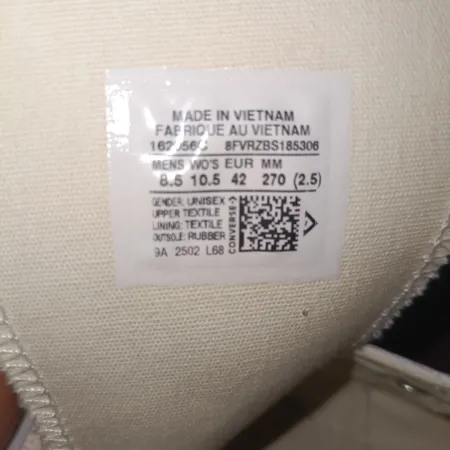 MADE IN VIETNAM
FABRIQUE AU VIETNAM
8FVRZBS185306
MENS WO'S EUR MM
8.5 10.5 42 270 (2.5)
GENDER: UNISEX
UPPER: TEXTILE
LINING: TEXTILE
OUTSOLE: RUBBER
CONVERSE
9A 2502 L68